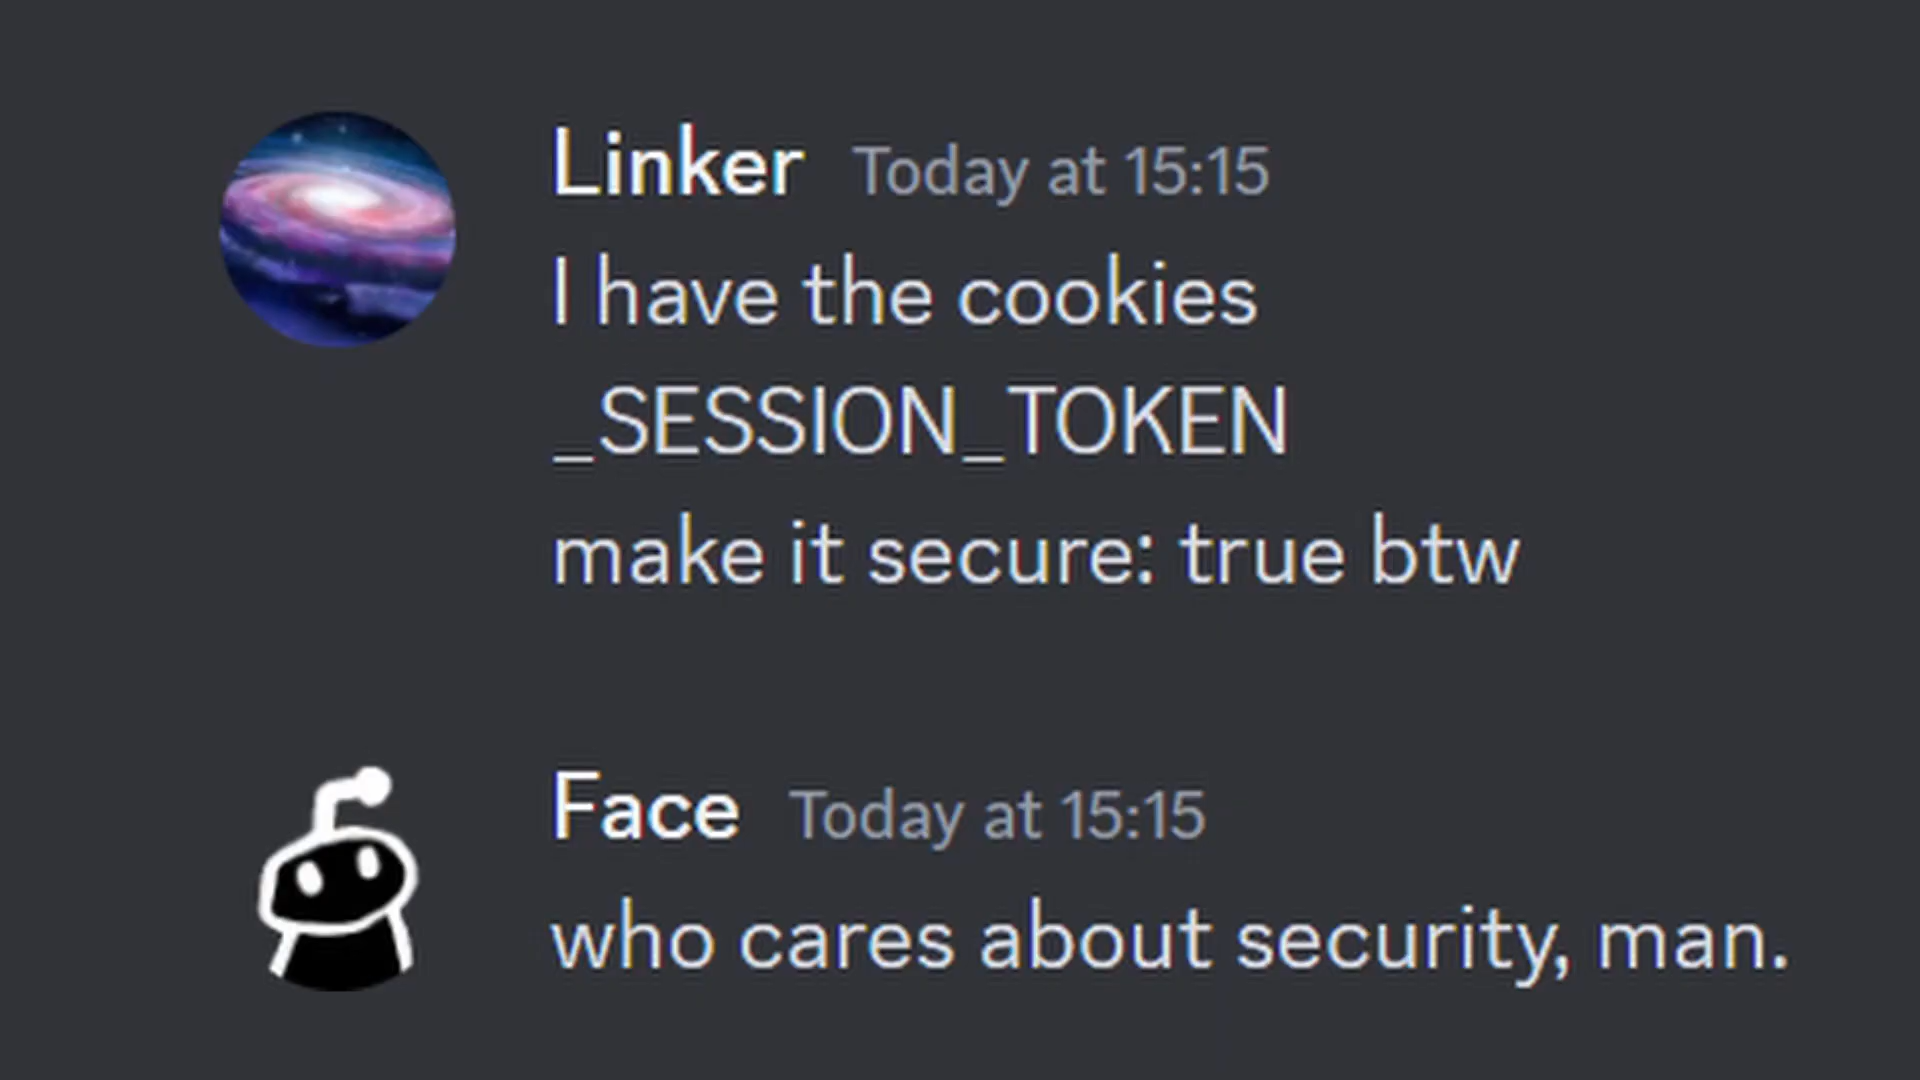 Linker Today at 15:15
I have the cookies
_SESSION_TOKEN
make it secure: true btw
Face Today at 15:15
who cares about security, man.